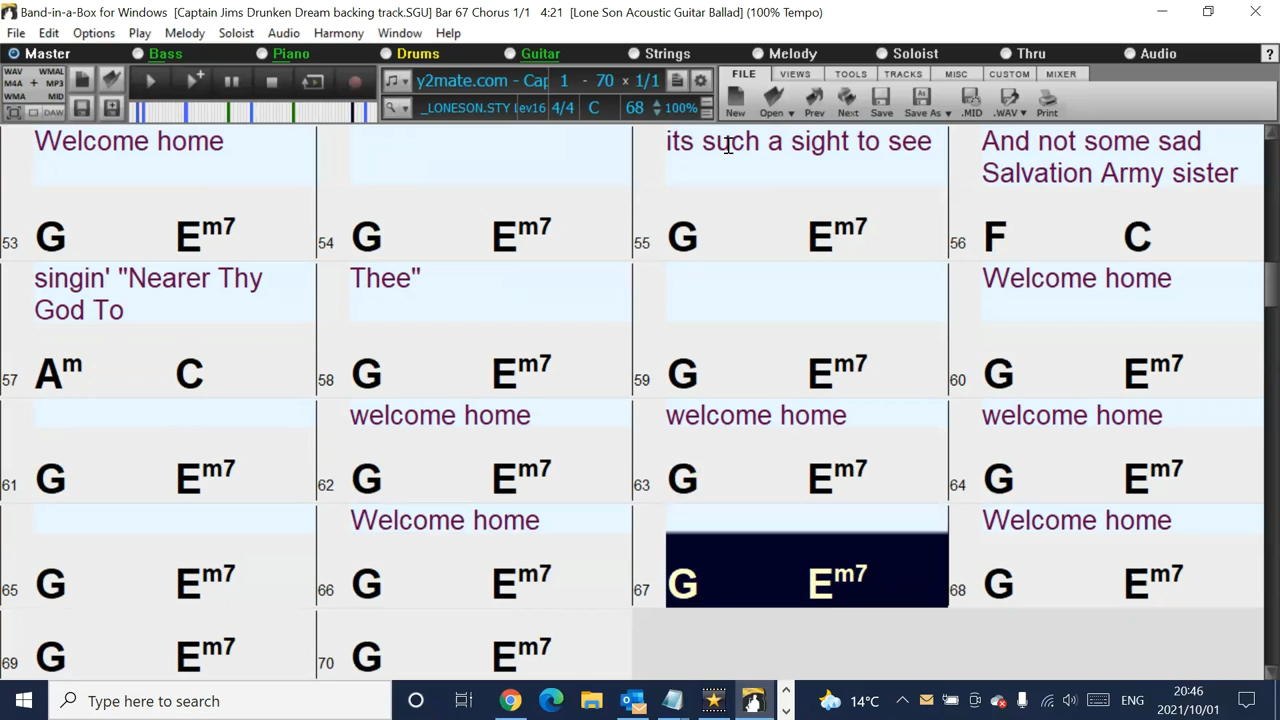 Band-in-a-Box for Windows [Captain Jims Drunken Dream backing track.SGU] Bar 67 Chorus 1/1 4:21 [Lone Son Acoustic Guitar Ballad] (100% Tempo)
File Edit Options Play Melody Soloist Audio Harmony Window Help
Master Bass Piano Drums Guitar Strings Melody Soloist Thru Audio ?
WAV WMAL
M4A + MP3
WMA MID
DAW
y2mate.com - Cap 1 - 70 x 1/1
_LONESON.STY Lev16 4/4 C 68 100%
FILE VIEWS TOOLS TRACKS MISC CUSTOM MIXER
New Open Prev Next Save Save As .MID .WAV Print
Welcome home its such a sight to see And not some sad
Salvation Army sister
53 G Em7 54 G Em7 55 G Em7 56 F C
singin' "Nearer Thy Thee" Welcome home
God To
57 Am C 58 G Em7 59 G Em7 60 G Em7
welcome home welcome home welcome home
61 G Em7 62 G Em7 63 G Em7 64 G Em7
Welcome home Welcome home
65 G Em7 66 G Em7 67 G Em7 68 G Em7
69 G Em7 70 G Em7
Type here to search
14°C ENG 20:46
2021/10/01